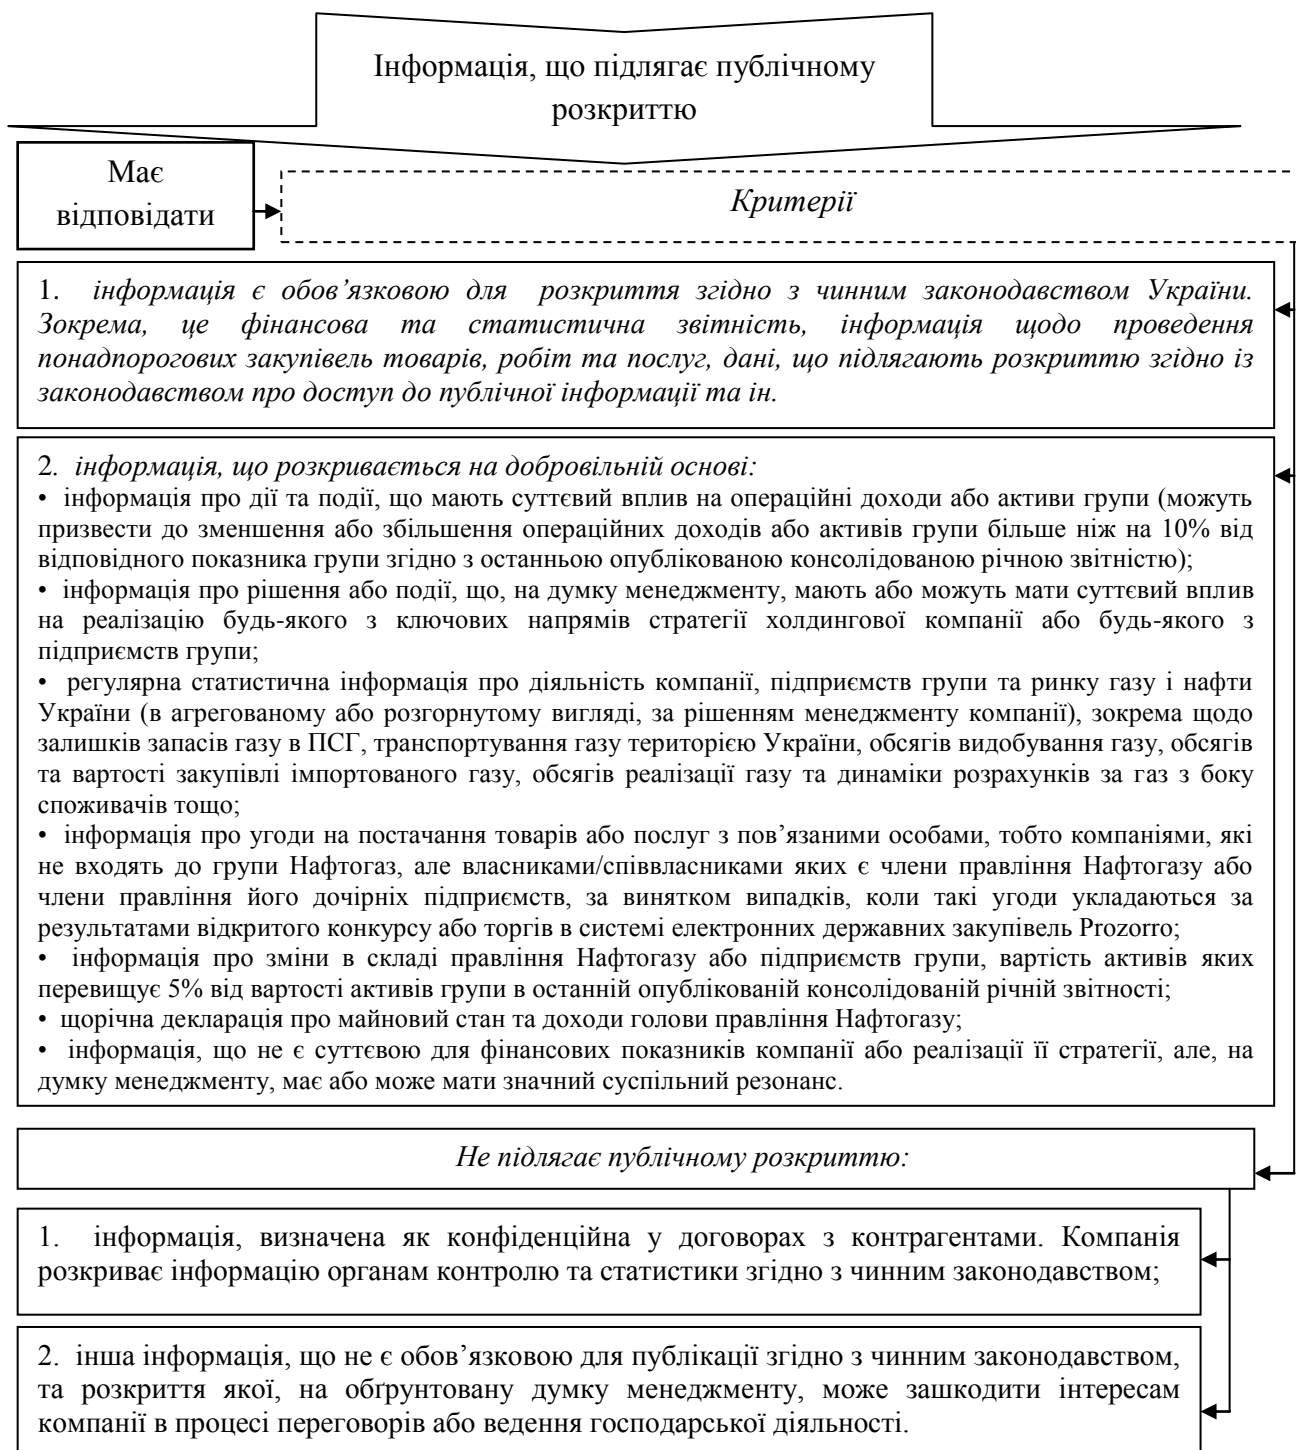 Інформація, що підлягає публічному
розкриттю
Має
відповідати
Критерії
1. інформація є обов’язковою для розкриття згідно з чинним законодавством України.
Зокрема, це фінансова та статистична звітність, інформація щодо проведення
понадпорогових закупівель товарів, робіт та послуг, дані, що підлягають розкриттю згідно із
законодавством про доступ до публічної інформації та ін.
2. інформація, що розкривається на добровільній основі:
• інформація про дії та події, що мають суттєвий вплив на операційні доходи або активи групи (можуть
призвести до зменшення або збільшення операційних доходів або активів групи більше ніж на 10% від
відповідного показника групи згідно з останньою опублікованою консолідованою річною звітністю);
• інформація про рішення або події, що, на думку менеджменту, мають або можуть мати суттєвий вплив
на реалізацію будь-якого з ключових напрямів стратегії холдингової компанії або будь-якого з
підприємств групи;
• регулярна статистична інформація про діяльність компанії, підприємств групи та ринку газу і нафти
України (в агрегованому або розгорнутому вигляді, за рішенням менеджменту компанії), зокрема щодо
залишків запасів газу в ПСГ, транспортування газу територією України, обсягів видобування газу, обсягів
та вартості закупівлі імпортованого газу, обсягів реалізації газу та динаміки розрахунків за газ з боку
споживачів тощо;
• інформація про угоди на постачання товарів або послуг з пов’язаними особами, тобто компаніями, які
не входять до групи Нафтогаз, але власниками/співвласниками яких є члени правління Нафтогазу або
члени правління його дочірніх підприємств, за винятком випадків, коли такі угоди укладаються за
результатами відкритого конкурсу або торгів в системі електронних державних закупівель Prozorro;
• інформація про зміни в складі правління Нафтогазу або підприємств групи, вартість активів яких
перевищує 5% від вартості активів групи в останній опублікованій консолідованій річній звітності;
• щорічна декларація про майновий стан та доходи голови правління Нафтогазу;
• інформація, що не є суттєвою для фінансових показників компанії або реалізації її стратегії, але, на
думку менеджменту, має або може мати значний суспільний резонанс.
Не підлягає публічному розкриттю:
1. інформація, визначена як конфіденційна у договорах з контрагентами. Компанія
розкриває інформацію органам контролю та статистики згідно з чинним законодавством;
2. інша інформація, що не є обов’язковою для публікації згідно з чинним законодавством,
та розкриття якої, на обґрунтовану думку менеджменту, може зашкодити інтересам
компанії в процесі переговорів або ведення господарської діяльності.